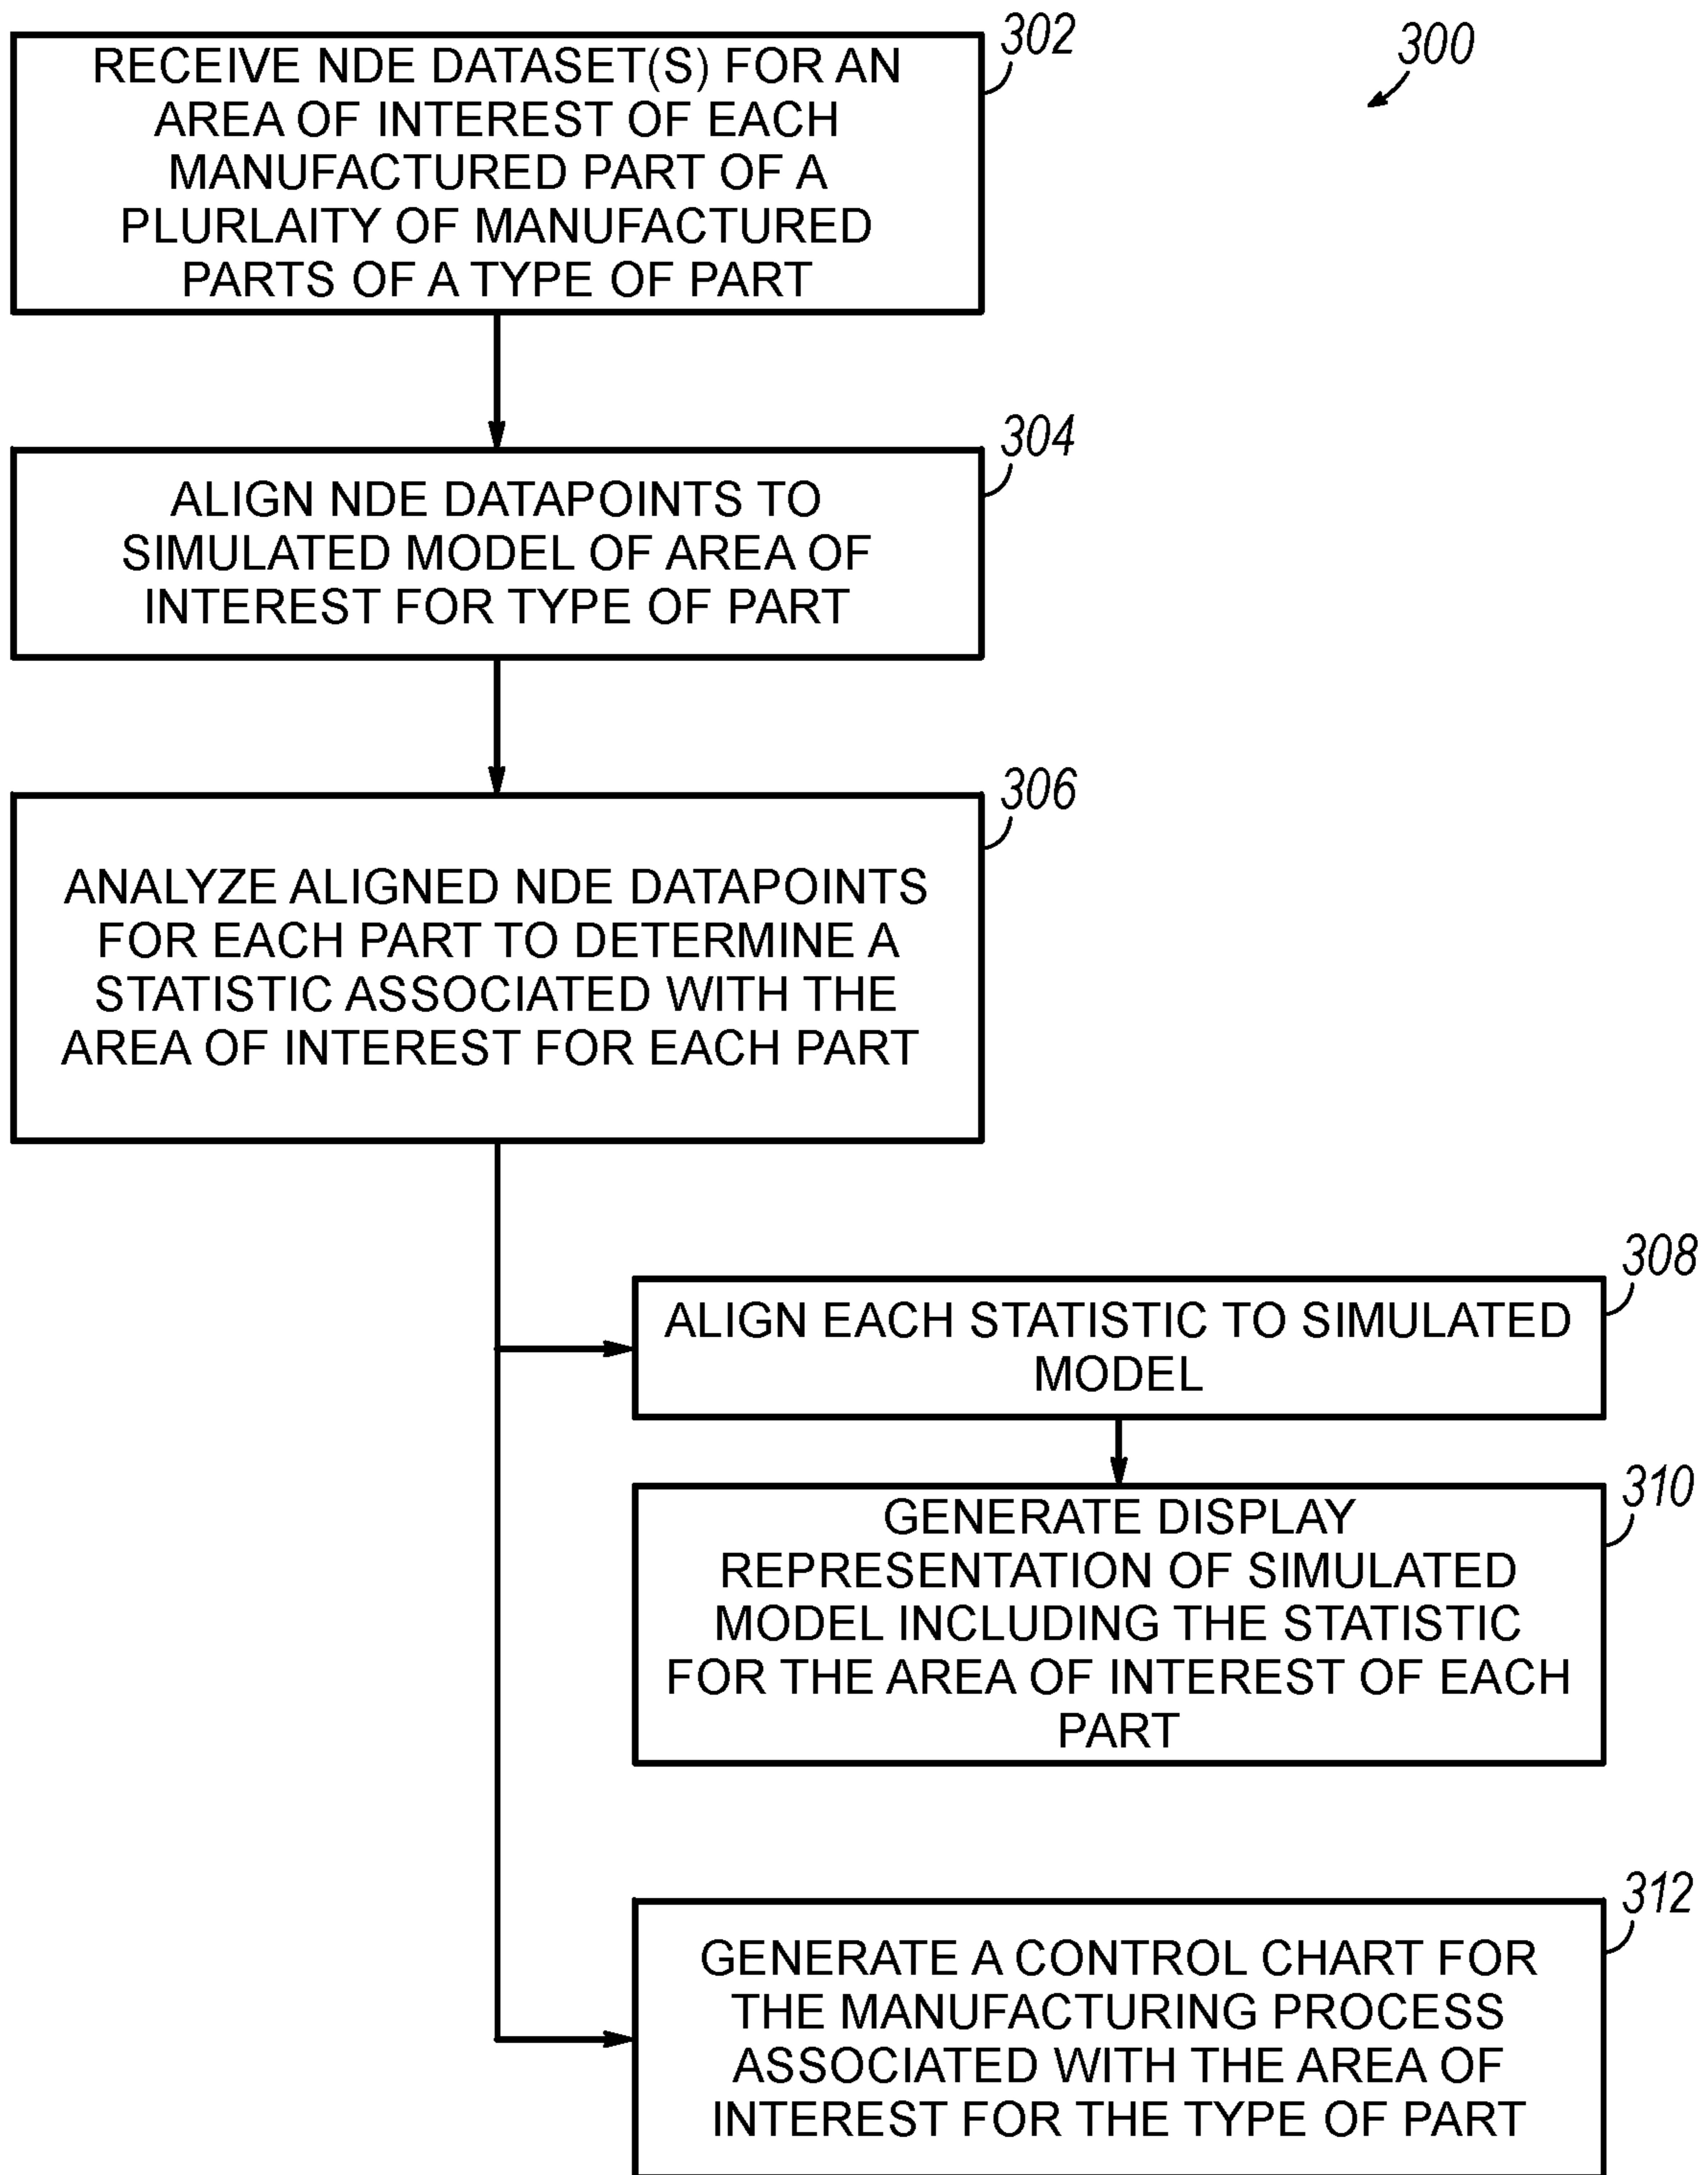 302
300
RECEIVE NDE DATASET(S) FOR AN
AREA OF INTEREST OF EACH
MANUFACTURED PART OF A
PLURLAITY OF MANUFACTURED
PARTS OF A TYPE OF PART
304
ALIGN NDE DATAPOINTS TO
SIMULATED MODEL OF AREA OF
INTEREST FOR TYPE OF PART
306
ANALYZE ALIGNED NDE DATAPOINTS
FOR EACH PART TO DETERMINE A
STATISTIC ASSOCIATED WITH THE
AREA OF INTEREST FOR EACH PART
308
ALIGN EACH STATISTIC TO SIMULATED
MODEL
310
GENERATE DISPLAY
REPRESENTATION OF SIMULATED
MODEL INCLUDING THE STATISTIC
FOR THE AREA OF INTEREST OF EACH
PART
312
GENERATE A CONTROL CHART FOR
THE MANUFACTURING PROCESS
ASSOCIATED WITH THE AREA OF
INTEREST FOR THE TYPE OF PART